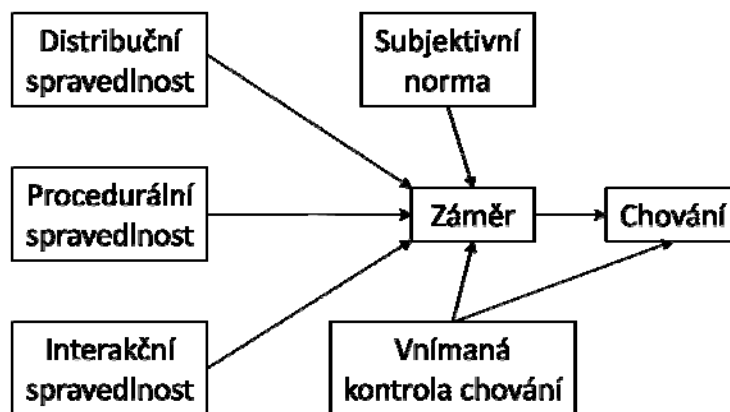 Distribuční
spravedlnost
Subjektivní
norma
Procedurální
spravedlnost
Záměr
Chování
Interakční
spravedlnost
Vnímaná
kontrola chování